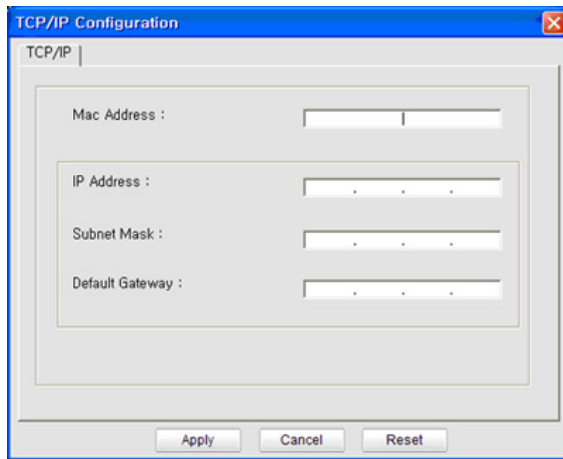 TCP/IP Configuration
TCP/IP
Mac Address :
IP Address :
. . .
Subnet Mask :
. . .
Default Gateway :
. . .
Apply Cancel Reset